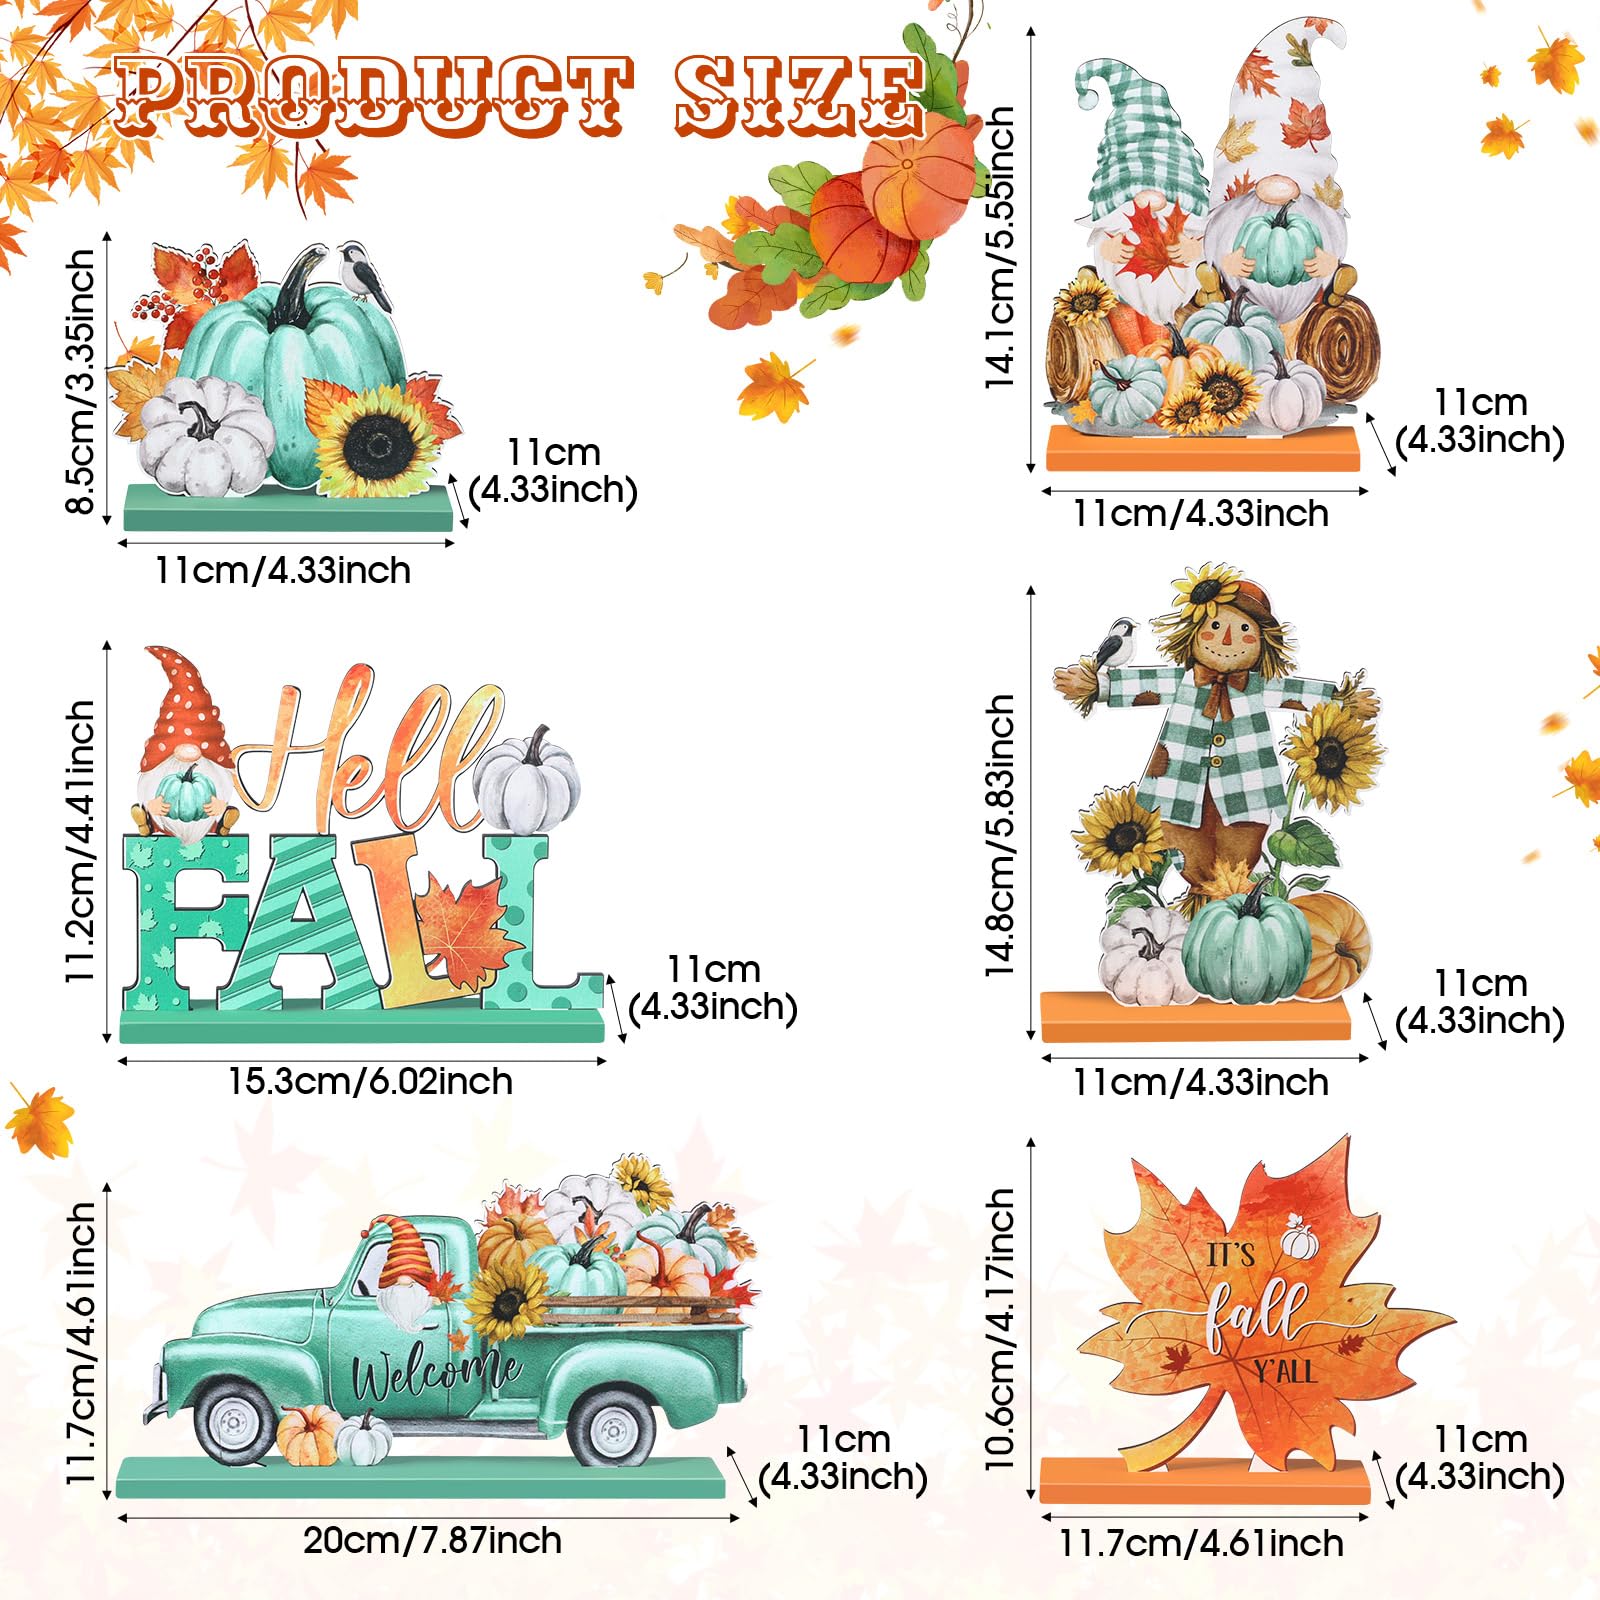 PRODUCT SIZE
8.5cm/3.35inch
11cm
(4.33inch)
11cm/4.33inch
14.1cm/5.55inch
11cm
(4.33inch)
11cm/4.33inch
Hello
FALL
11.2cm/4.41inch
11cm
(4.33inch)
15.3cm/6.02inch
14.8cm/5.83inch
11cm
(4.33inch)
11cm/4.33inch
Welcome
11.7cm/4.61inch
11cm
(4.33inch)
20cm/7.87inch
IT'S
fall
Y'ALL
10.6cm/4.17inch
11cm
(4.33inch)
11.7cm/4.61inch